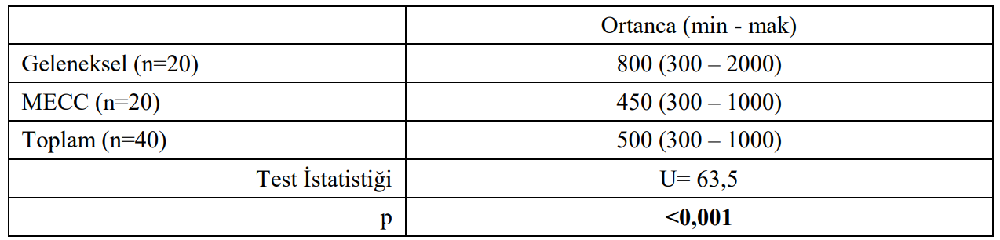 Ortanca (min - mak)
Geleneksel (n=20) 800 (300 – 2000)
MECC (n=20) 450 (300 – 1000)
Toplam (n=40) 500 (300 – 1000)
Test İstatistiği U= 63,5
p <0,001